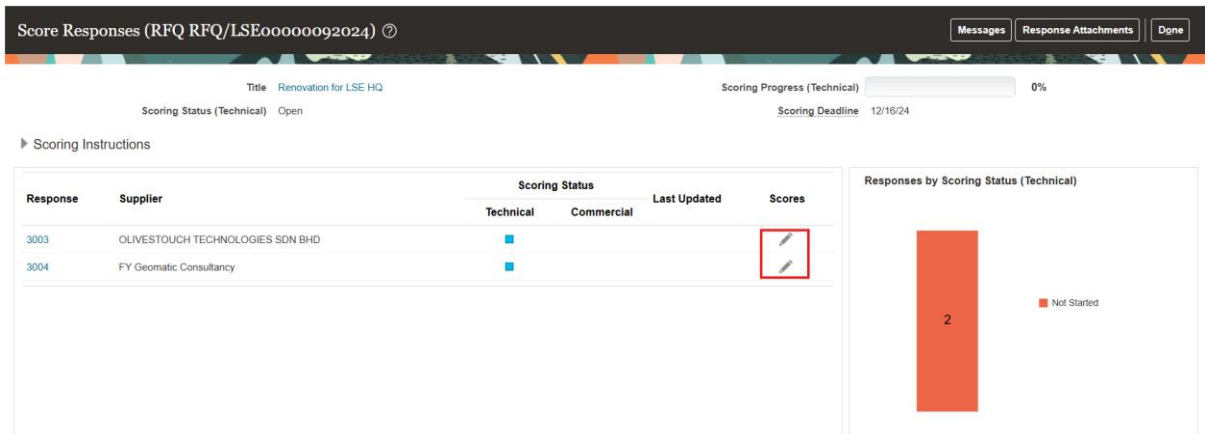 Score Responses (RFQ RFQ/LSE00000092024)
Messages Response Attachments Done
Title Renovation for LSE HQ
Scoring Progress (Technical) 0%
Scoring Status (Technical) Open
Scoring Deadline 12/16/24
Scoring Instructions
Response Supplier Scoring Status Last Updated Scores
Technical Commercial
3003 OLIVESTOUCH TECHNOLOGIES SDN BHD
3004 FY Geomatic Consultancy
Responses by Scoring Status (Technical)
2
Not Started